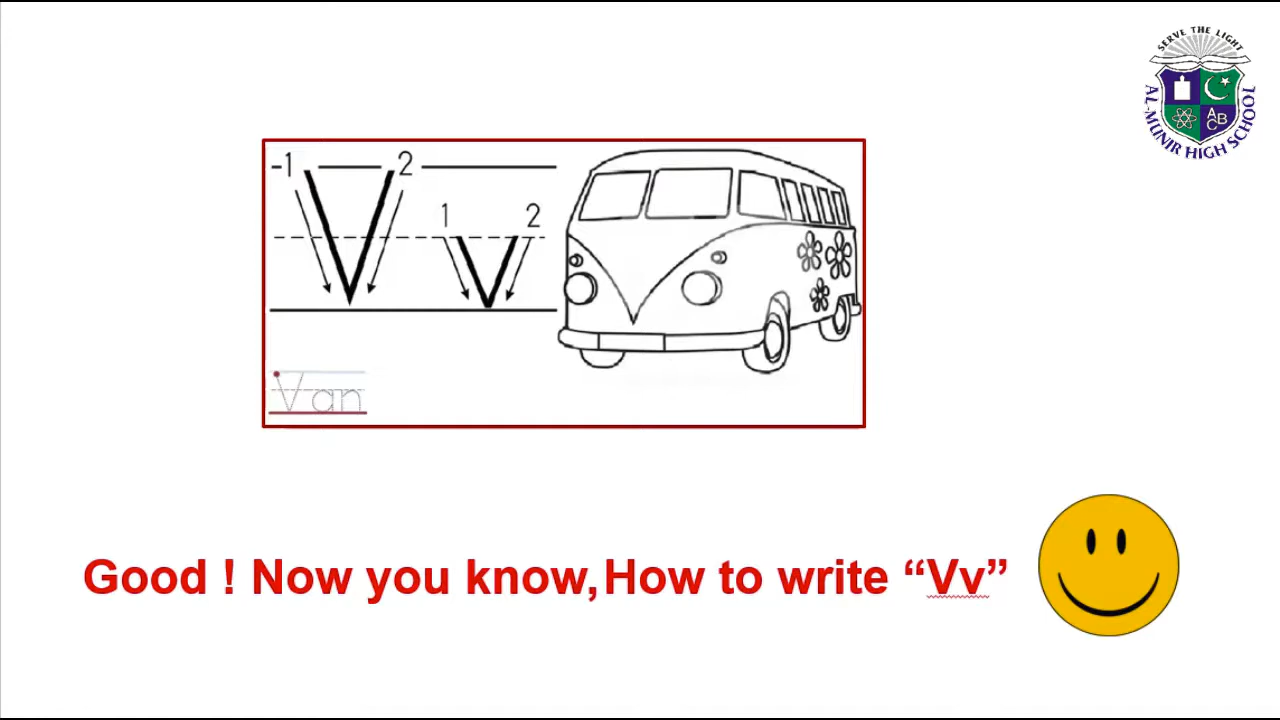 SERVE THE LIGHT
AL-MUNIR HIGH SCHOOL
A
B
C
1 V 2
1 v 2
Van
Good ! Now you know,How to write “Vv”